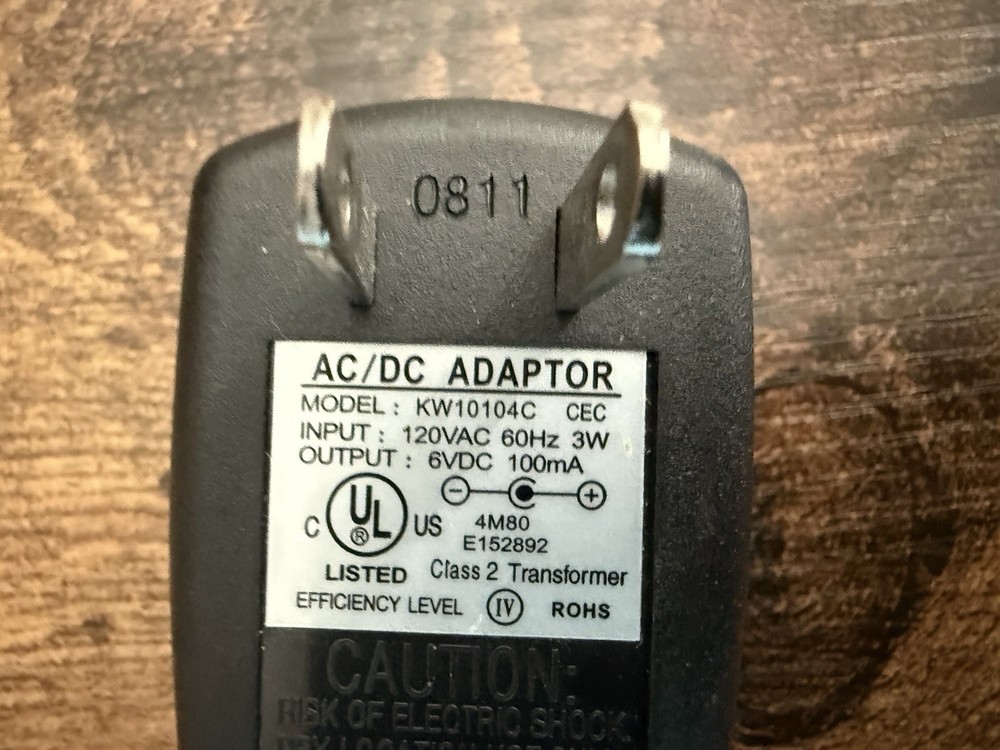 0811
AC/DC ADAPTOR
MODEL : KW10104C CEC
INPUT : 120VAC 60Hz 3W
OUTPUT : 6VDC 100mA
− +
C UL ® US
4M80
E152892
LISTED Class 2 Transformer
EFFICIENCY LEVEL IV ROHS
CAUTION:
RISK OF ELECTRIC SHOCK.